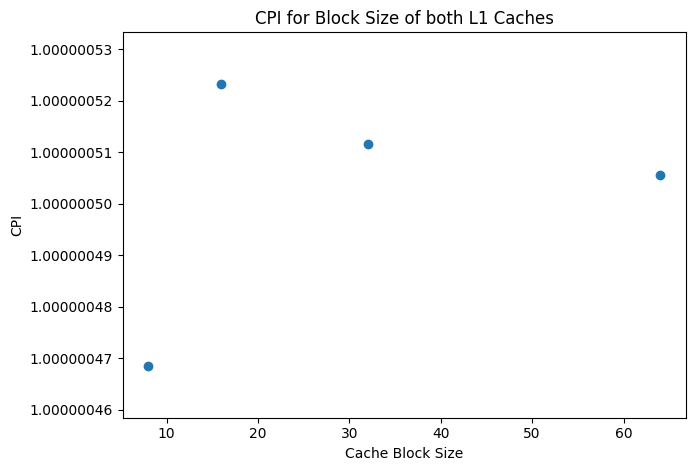 CPI for Block Size of both L1 Caches
1.00000053
1.00000052
1.00000051
1.00000050
1.00000049
1.00000048
1.00000047
1.00000046
CPI
10 20 30 40 50 60
Cache Block Size